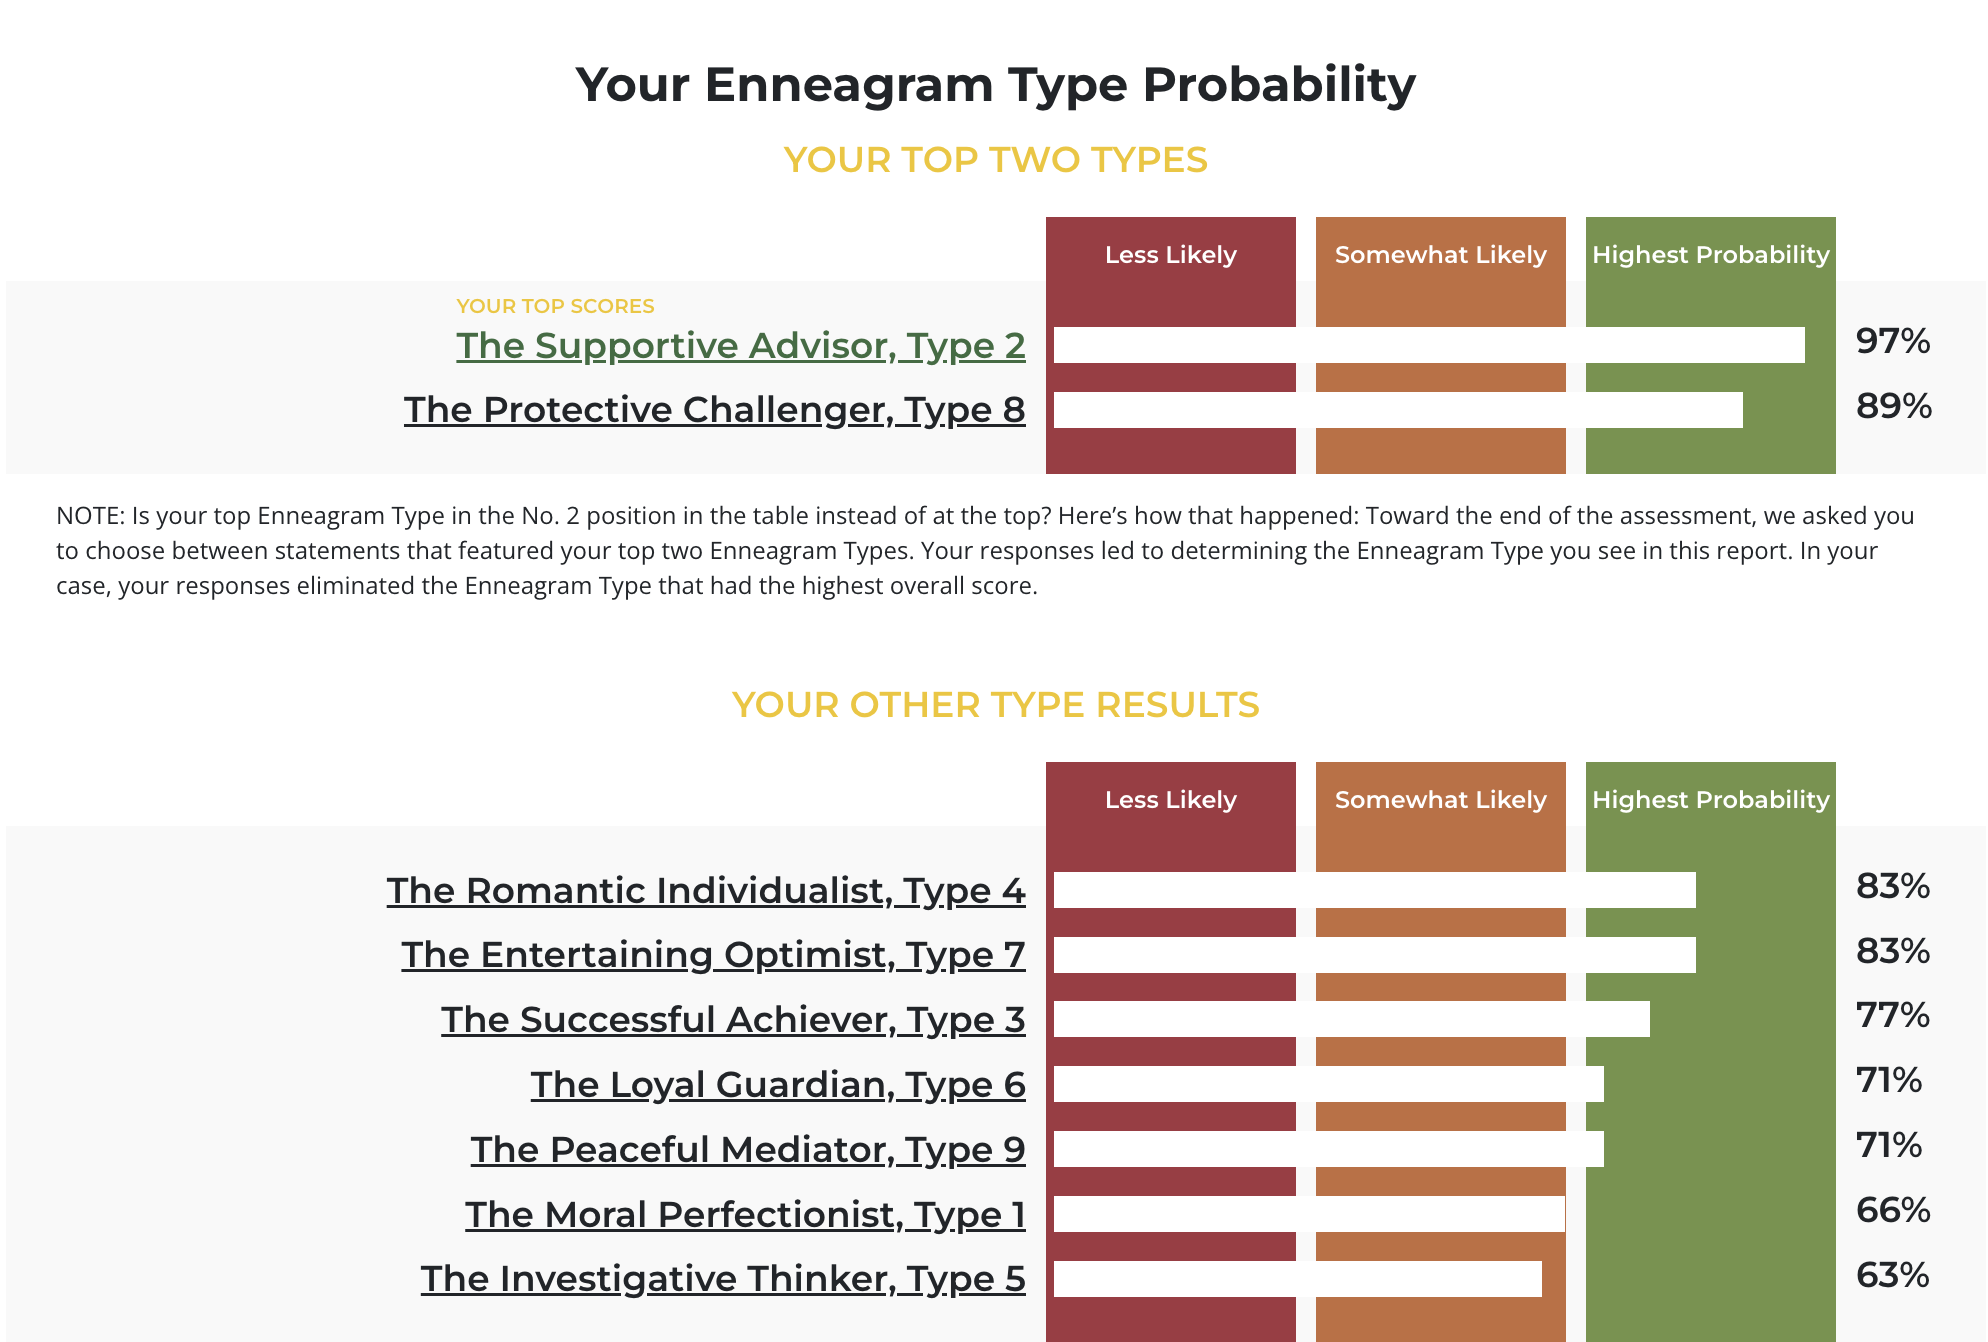 Your Enneagram Type Probability
YOUR TOP TWO TYPES
Less Likely Somewhat Likely Highest Probability
YOUR TOP SCORES
The Supportive Advisor, Type 2 97%
The Protective Challenger, Type 8 89%
NOTE: Is your top Enneagram Type in the No. 2 position in the table instead of at the top? Here’s how that happened: Toward the end of the assessment, we asked you
to choose between statements that featured your top two Enneagram Types. Your responses led to determining the Enneagram Type you see in this report. In your
case, your responses eliminated the Enneagram Type that had the highest overall score.
YOUR OTHER TYPE RESULTS
Less Likely Somewhat Likely Highest Probability
The Romantic Individualist, Type 4 83%
The Entertaining Optimist, Type 7 83%
The Successful Achiever, Type 3 77%
The Loyal Guardian, Type 6 71%
The Peaceful Mediator, Type 9 71%
The Moral Perfectionist, Type 1 66%
The Investigative Thinker, Type 5 63%